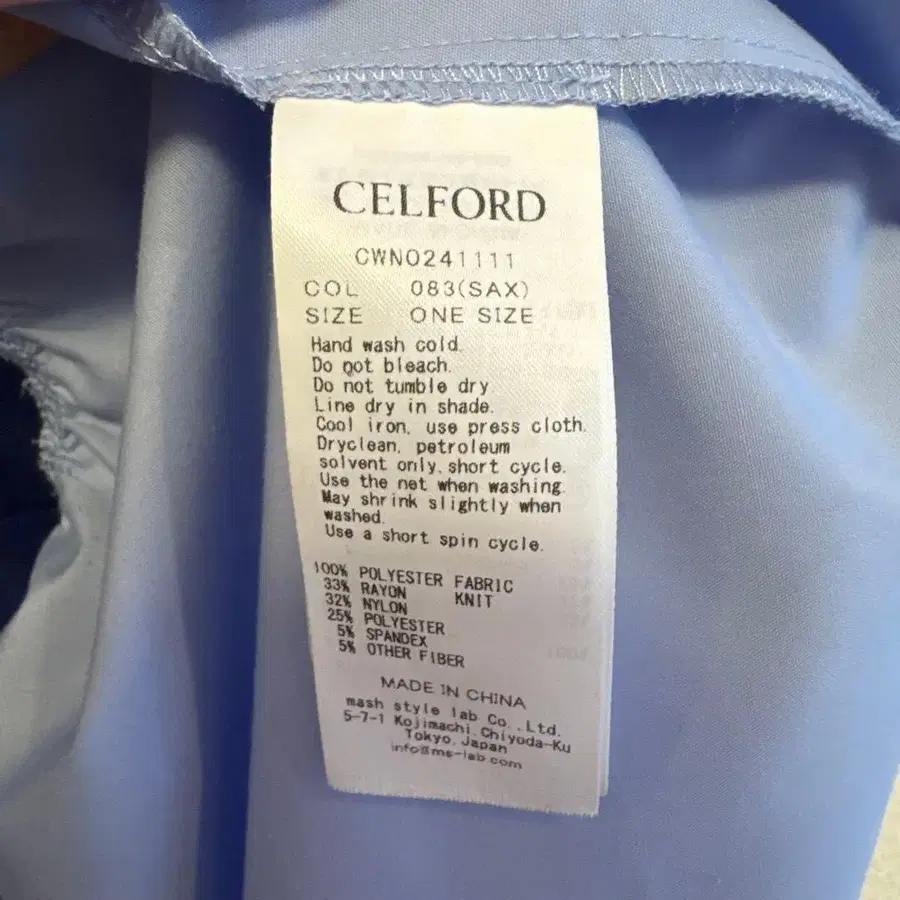 CELFORD
CWNO241111
COL 083(SAX)
SIZE ONE SIZE
Hand wash cold.
Do not bleach.
Do not tumble dry.
Line dry in shade.
Cool iron, use press cloth.
Dryclean, petroleum
solvent only, short cycle.
Use the net when washing.
May shrink slightly when
washed.
Use a short spin cycle.
100% POLYESTER FABRIC
33% RAYON KNIT
32% NYLON
25% POLYESTER
5% SPANDEX
5% OTHER FIBER
MADE IN CHINA
mash style lab Co.,Ltd.
5-7-1 Kojimachi,Chiyoda-Ku
Tokyo,Japan
info@ms-lab.com